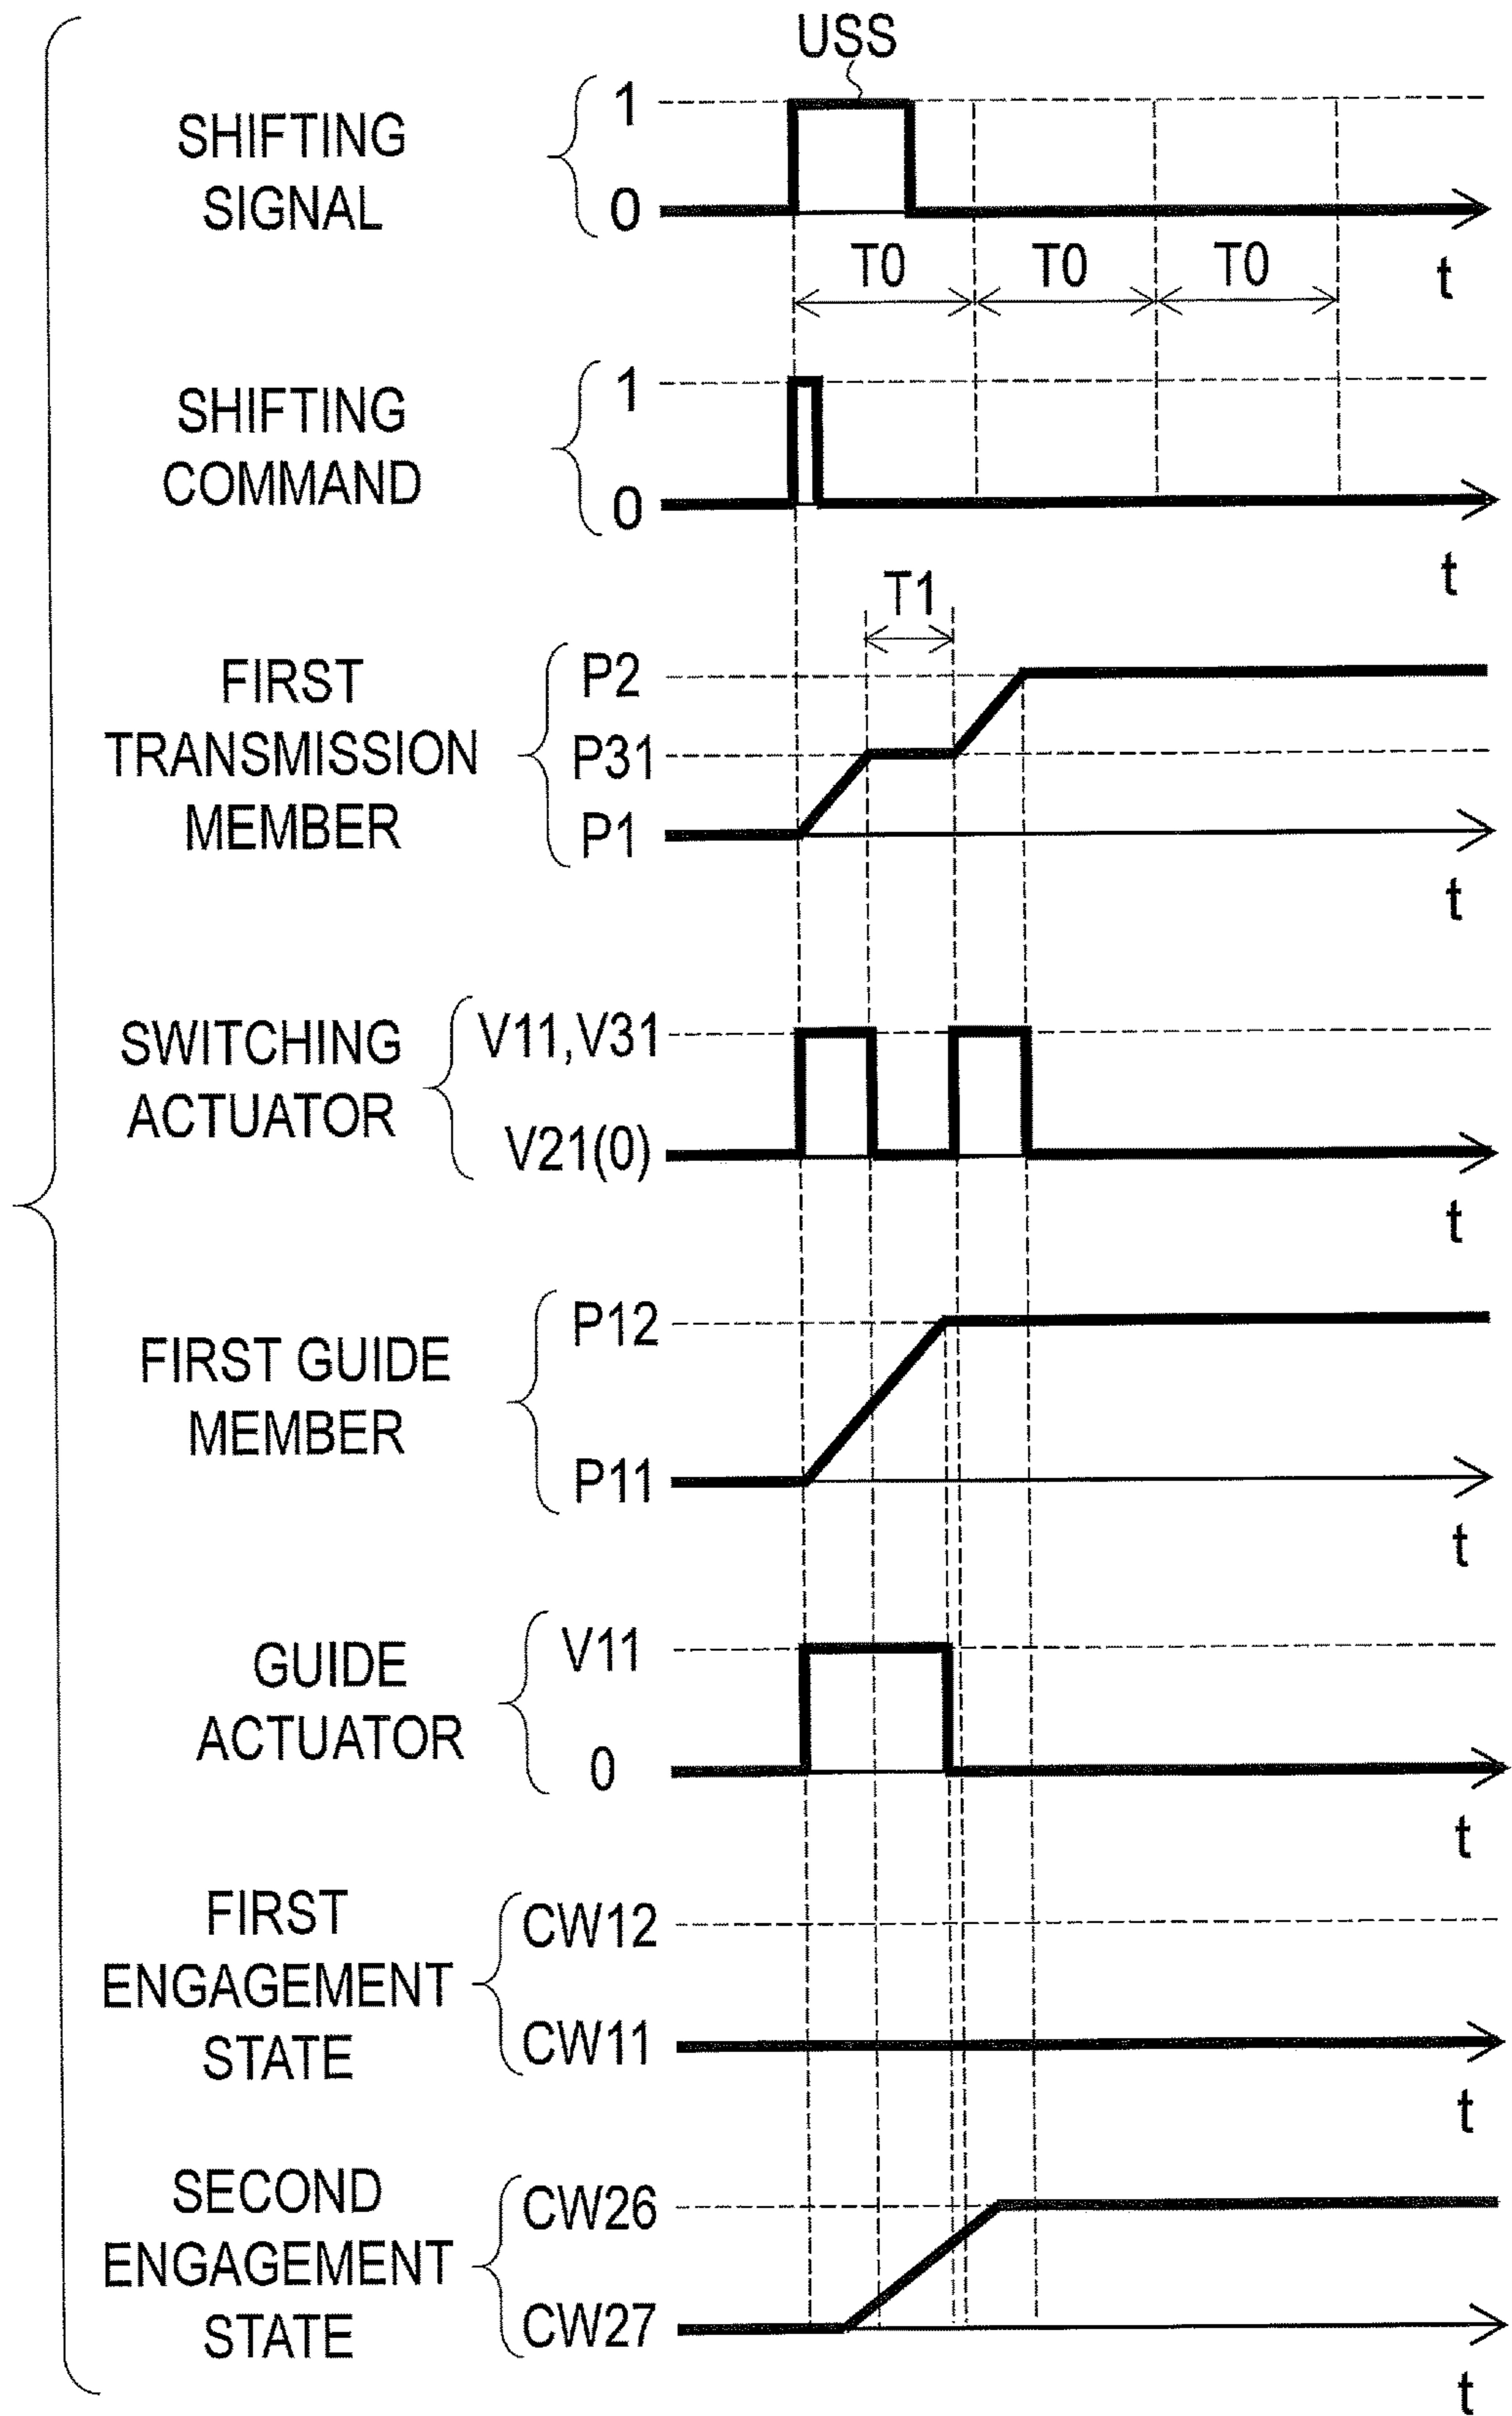 USS
SHIFTING
SIGNAL
1
0
T0 T0 T0
t
SHIFTING
COMMAND
1
0
t
T1
FIRST
TRANSMISSION
MEMBER
P2
P31
P1
t
SWITCHING
ACTUATOR
V11,V31
V21(0)
t
FIRST GUIDE
MEMBER
P12
P11
t
GUIDE
ACTUATOR
V11
0
t
FIRST
ENGAGEMENT
STATE
CW12
CW11
t
SECOND
ENGAGEMENT
STATE
CW26
CW27
t